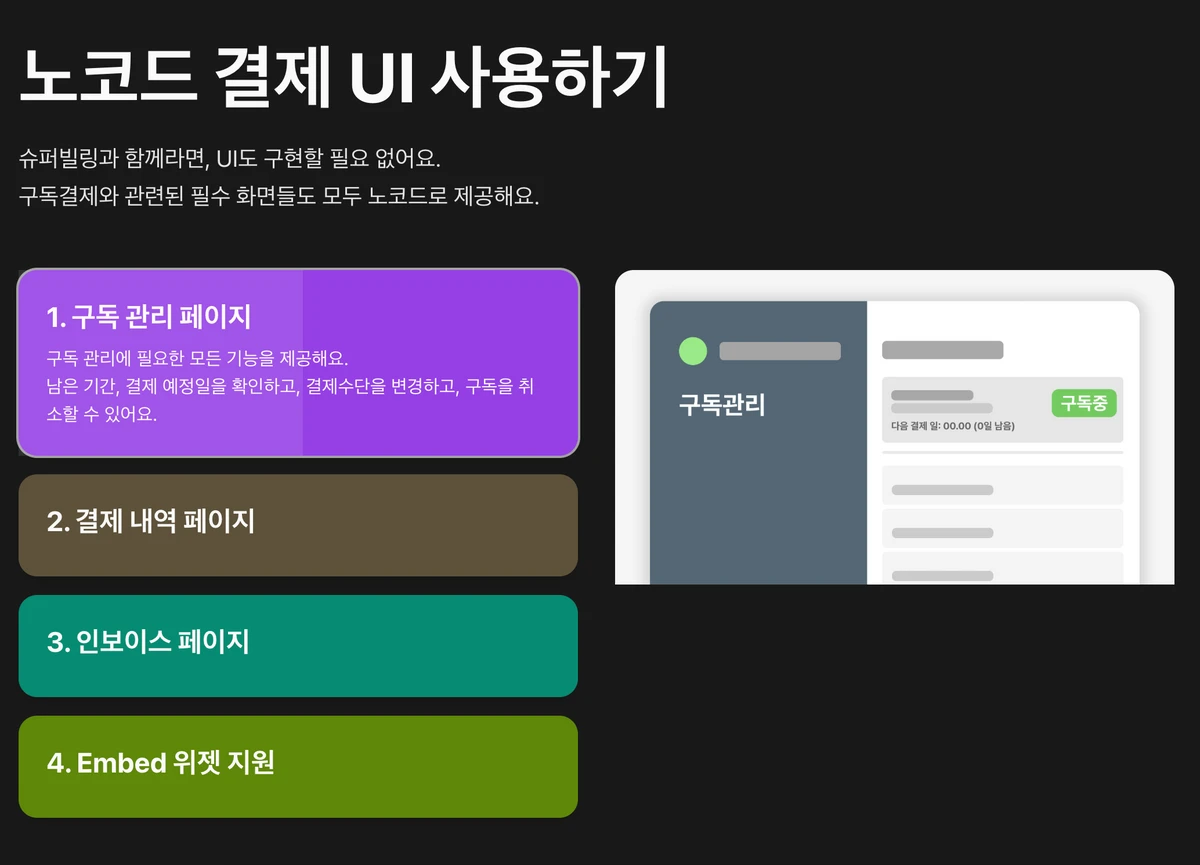 노코드 결제 UI 사용하기
슈퍼빌링과 함께라면, UI도 구현할 필요 없어요.
구독결제와 관련된 필수 화면들도 모두 노코드로 제공해요.
1. 구독 관리 페이지
구독 관리에 필요한 모든 기능을 제공해요.
남은 기간, 결제 예정일을 확인하고, 결제수단을 변경하고, 구독을 취
소할 수 있어요.
2. 결제 내역 페이지
3. 인보이스 페이지
4. Embed 위젯 지원
구독관리
구독중
다음 결제 일: 00.00 (0일 남음)